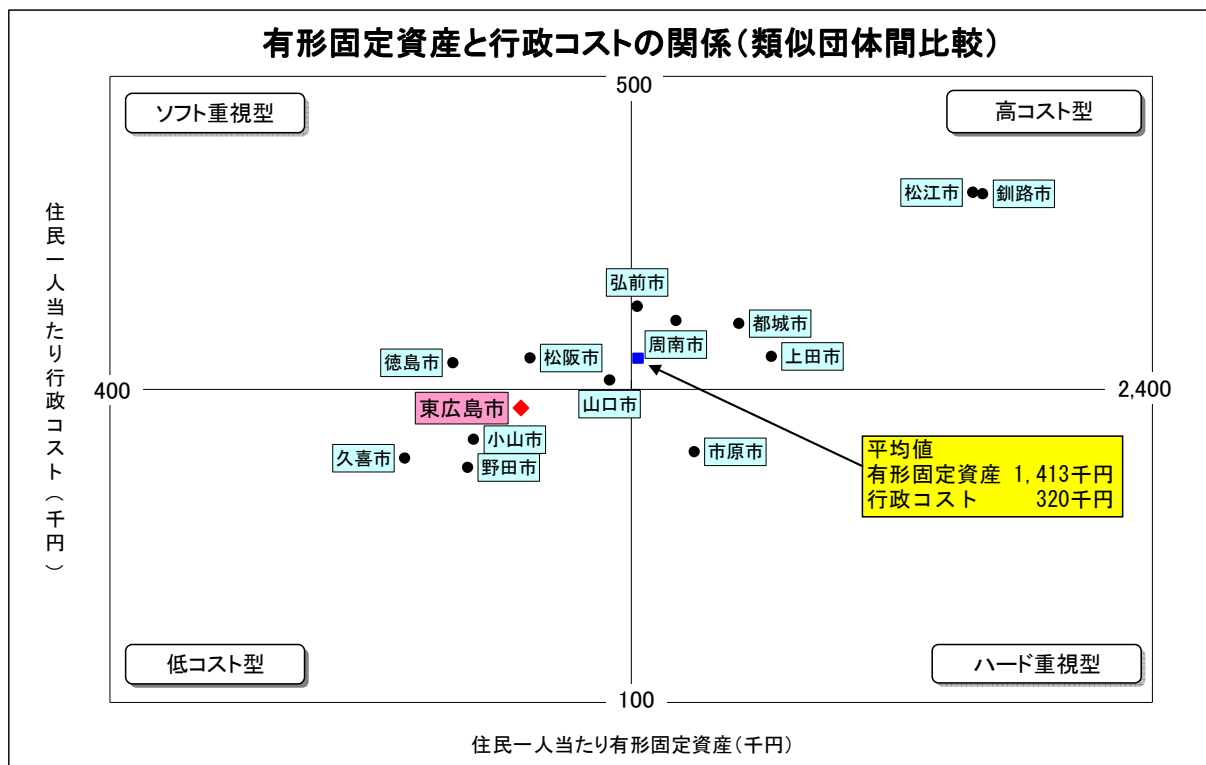 有形固定資産と行政コストの関係（類似団体間比較）
500
ソフト重視型
高コスト型
松江市
釧路市
住民一人当たり行政コスト（千円）
弘前市
都城市
周南市
上田市
徳島市
松阪市
400
2,400
山口市
東広島市
小山市
市原市
久喜市
野田市
平均値
有形固定資産 1,413千円
行政コスト 320千円
低コスト型
ハード重視型
100
住民一人当たり有形固定資産（千円）